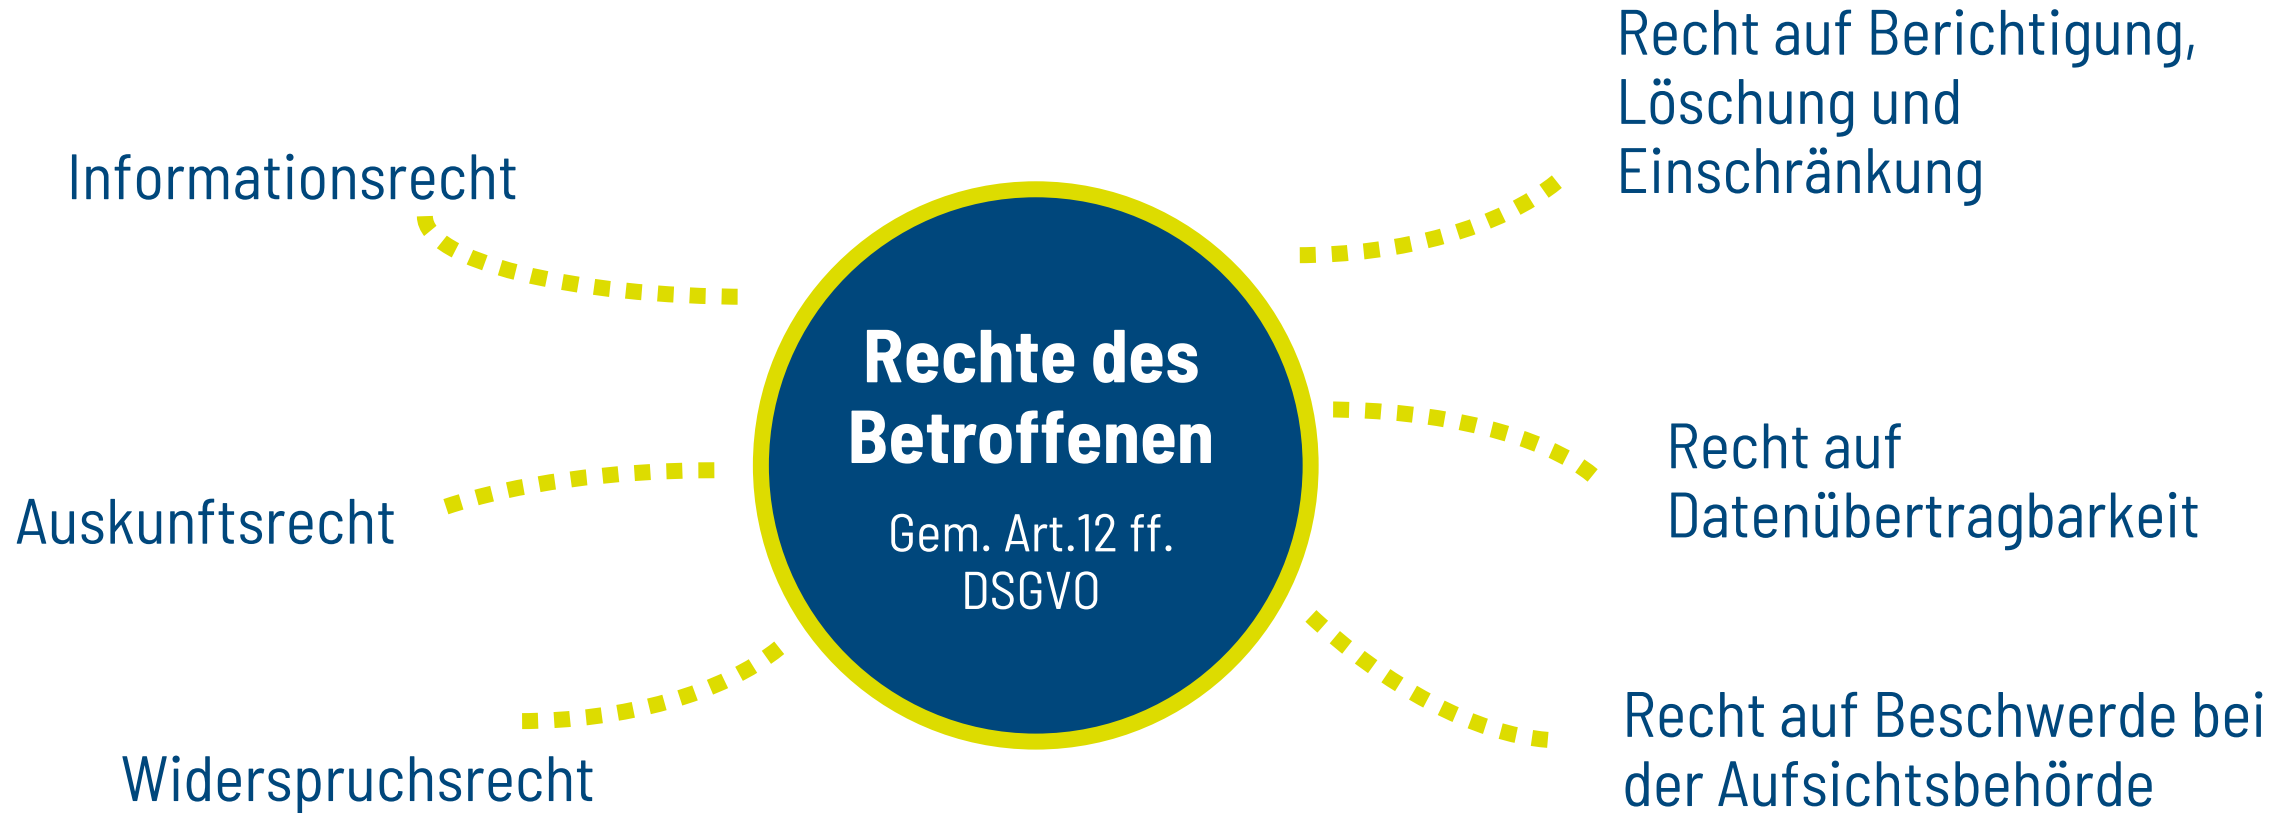 Recht auf Berichtigung,
Löschung und
Einschränkung
Informationsrecht
Rechte des
Betroffenen
Gem. Art.12 ff.
DSGVO
Recht auf
Datenübertragbarkeit
Auskunftsrecht
Recht auf Beschwerde bei
der Aufsichtsbehörde
Widerspruchsrecht